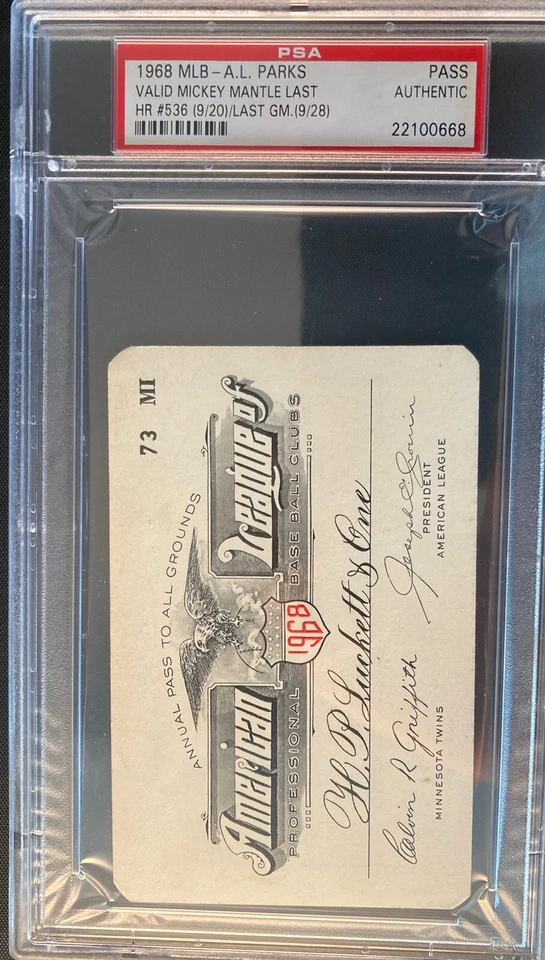 PSA
1968 MLB-A.L. PARKS
PASS
VALID MICKEY MANTLE LAST
AUTHENTIC
HR #536 (9/20)/LAST GM.(9/28)
22100668
73 MI
ANNUAL PASS TO ALL GROUNDS
American League of
PROFESSIONAL BASE BALL CLUBS
1968
H. P. Luckett & One
Calvin R Griffith
MINNESOTA TWINS
Joseph E. Cronin
PRESIDENT
AMERICAN LEAGUE